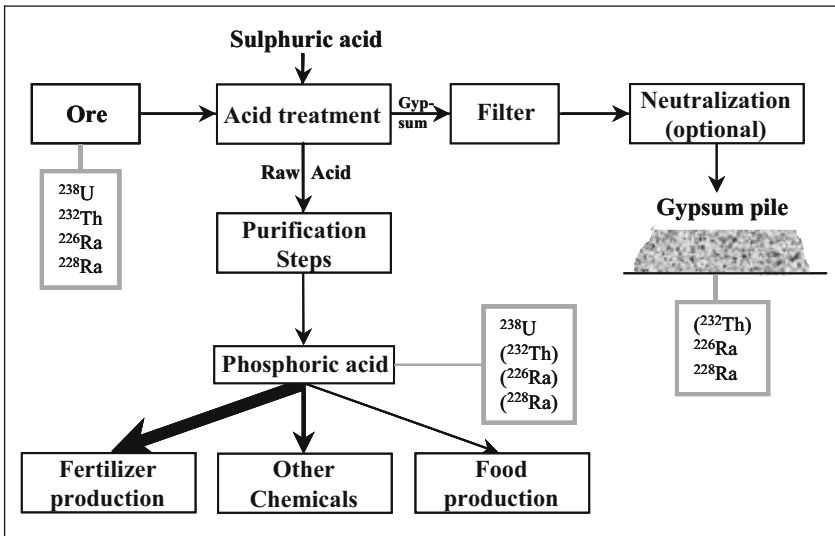 Sulphuric acid
Ore
Acid treatment
Gyp-
sum
Filter
Neutralization
(optional)
²³⁸U
²³²Th
²²⁶Ra
²²⁸Ra
Raw Acid
Gypsum pile
Purification
Steps
(²³²Th)
²²⁶Ra
²²⁸Ra
Phosphoric acid
²³⁸U
(²³²Th)
(²²⁶Ra)
(²²⁸Ra)
Fertilizer
production
Other
Chemicals
Food
production